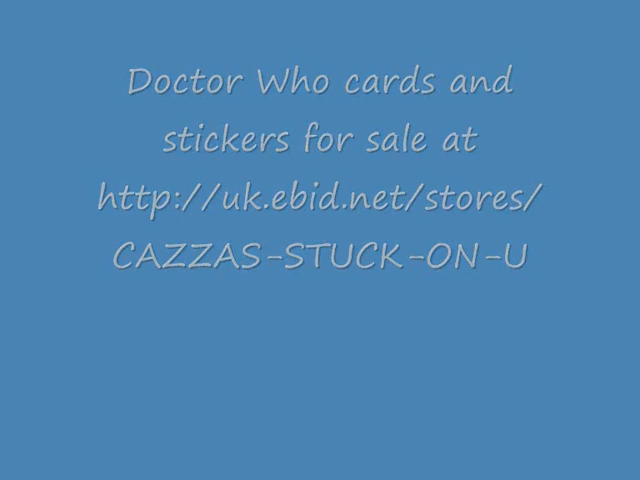 Doctor Who cards and
stickers for sale at
http://uk.ebid.net/stores/
CAZZAS-STUCK-ON-U